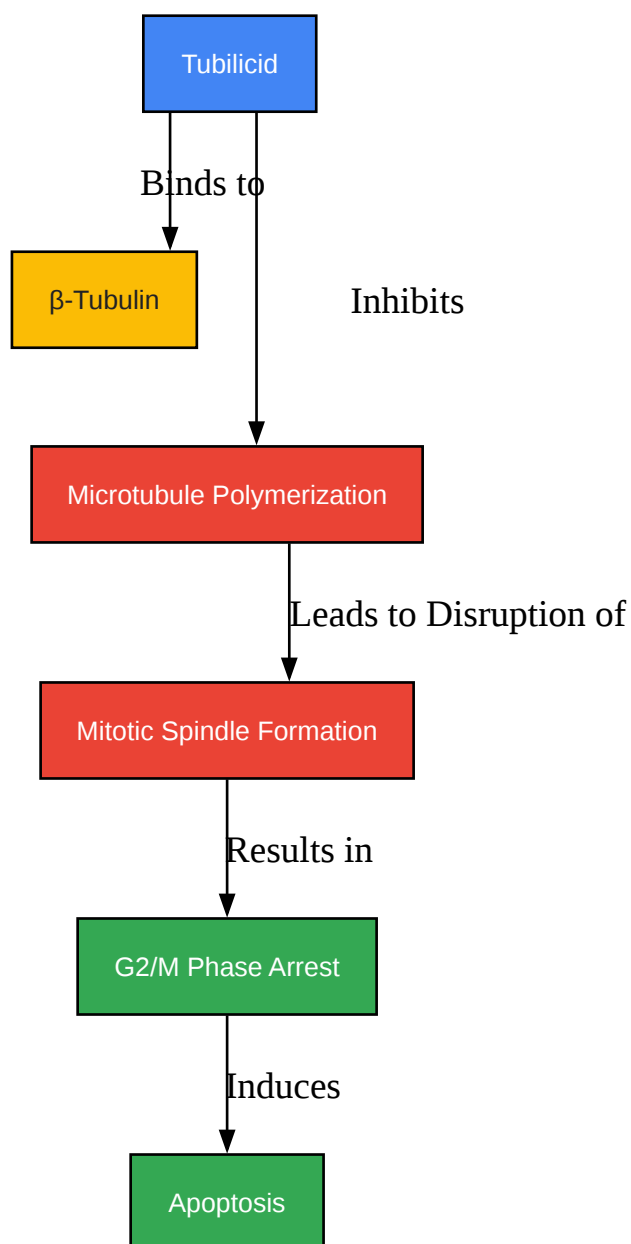 Tubilicid
Binds to
β-Tubulin
Inhibits
Microtubule Polymerization
Leads to Disruption of
Mitotic Spindle Formation
Results in
G2/M Phase Arrest
Induces
Apoptosis